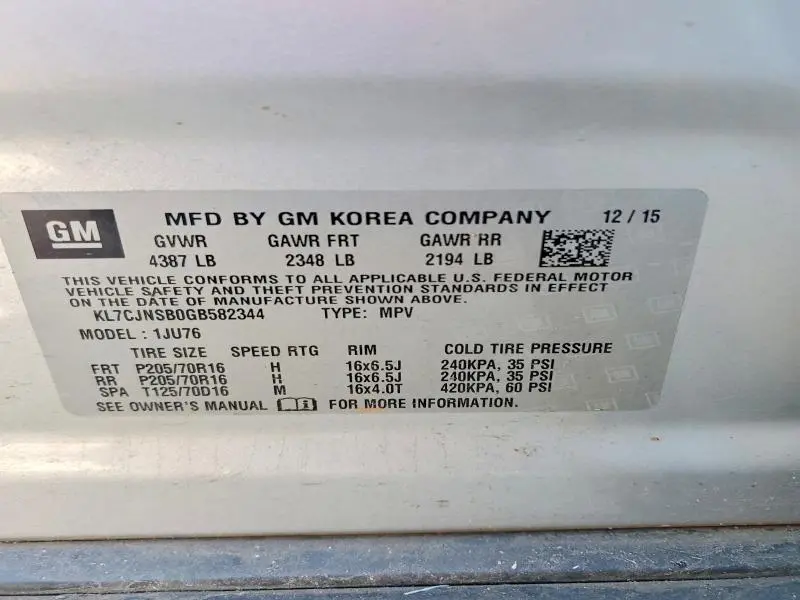 GM MFD BY GM KOREA COMPANY 12 / 15
GVWR GAWR FRT GAWR RR
4387 LB 2348 LB 2194 LB
THIS VEHICLE CONFORMS TO ALL APPLICABLE U.S. FEDERAL MOTOR
VEHICLE SAFETY AND THEFT PREVENTION STANDARDS IN EFFECT
ON THE DATE OF MANUFACTURE SHOWN ABOVE.
KL7CJNSB0GB582344 TYPE: MPV
MODEL : 1JU76
TIRE SIZE SPEED RTG RIM COLD TIRE PRESSURE
FRT P205/70R16 H 16x6.5J 240KPA, 35 PSI
RR P205/70R16 H 16x6.5J 240KPA, 35 PSI
SPA T125/70D16 M 16x4.0T 420KPA, 60 PSI
SEE OWNER'S MANUAL FOR MORE INFORMATION.